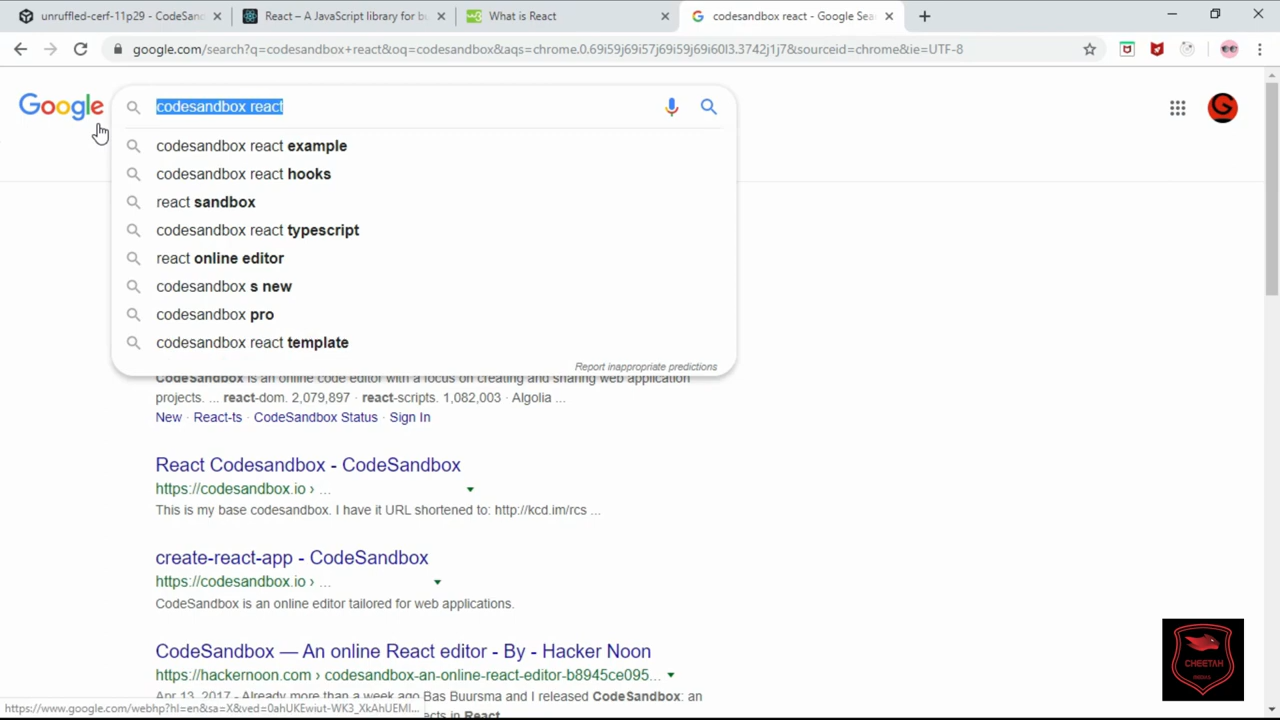 unruffled-cerf-11p29 - CodeSan
React – A JavaScript library for bu
What is React
codesandbox react - Google Sea
google.com/search?q=codesandbox+react&oq=codesandbox&aqs=chrome.0.69i59j69i57j69i59j69i60l3.3742j1j7&sourceid=chrome&ie=UTF-8
Google
codesandbox react
codesandbox react example
codesandbox react hooks
react sandbox
codesandbox react typescript
react online editor
codesandbox s new
codesandbox pro
codesandbox react template
Report inappropriate predictions
CodeSandbox is an online code editor with a focus on creating and sharing web application
projects. ... react-dom. 2,079,897 · react-scripts. 1,082,003 · Algolia ...
New · React-ts · CodeSandbox Status · Sign In
React Codesandbox - CodeSandbox
https://codesandbox.io › ...
This is my base codesandbox. I have it URL shortened to: http://kcd.im/rcs ...
create-react-app - CodeSandbox
https://codesandbox.io › ...
CodeSandbox is an online editor tailored for web applications.
CodeSandbox — An online React editor - By - Hacker Noon
https://hackernoon.com › codesandbox-an-online-react-editor-b8945ce095...
Apr 13, 2017 - Already more than a week ago Bas Buursma and I released CodeSandbox: an
ects in React
https://www.google.com/webhp?hl=en&sa=X&ved=0ahUKEwiut-WK3_XkAhUEMI...
CHEETAH